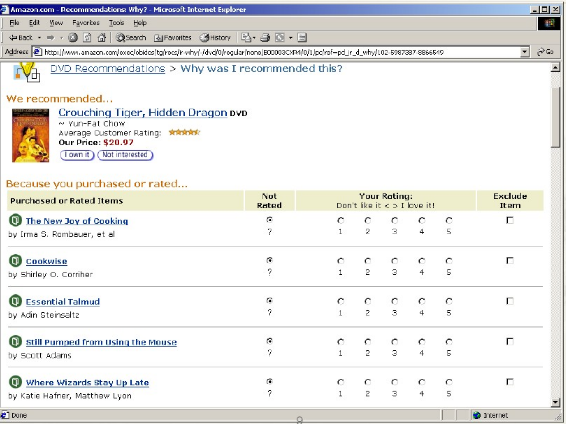 Amazon.com - Recommendations: Why? - Microsoft Internet Explorer
File Edit View Favorites Tools Help
Back Search Favorites History
Address http://www.amazon.com/exec/obidos/tg/recs/ir-why/-/dvd/0/regular/none/B00003CXR4/0/1/pc/ref=pd_ir_d_why/102-5987387-8866549 Go
DVD Recommendations > Why was I recommended this?
We recommended...
Crouching Tiger, Hidden Dragon DVD
~ Yun-Fat Chow
Average Customer Rating:
Our Price: $20.97
I own it Not interested
Because you purchased or rated...
Purchased or Rated Items Not Rated Your Rating: Don't like it < > I love it! Exclude Item
The New Joy of Cooking
by Irma S. Rombauer, et al ? 1 2 3 4 5
Cookwise
by Shirley O. Corriher ? 1 2 3 4 5
Essential Talmud
by Adin Steinsaltz ? 1 2 3 4 5
Still Pumped from Using the Mouse
by Scott Adams ? 1 2 3 4 5
Where Wizards Stay Up Late
by Katie Hafner, Matthew Lyon ? 1 2 3 4 5
Done Internet